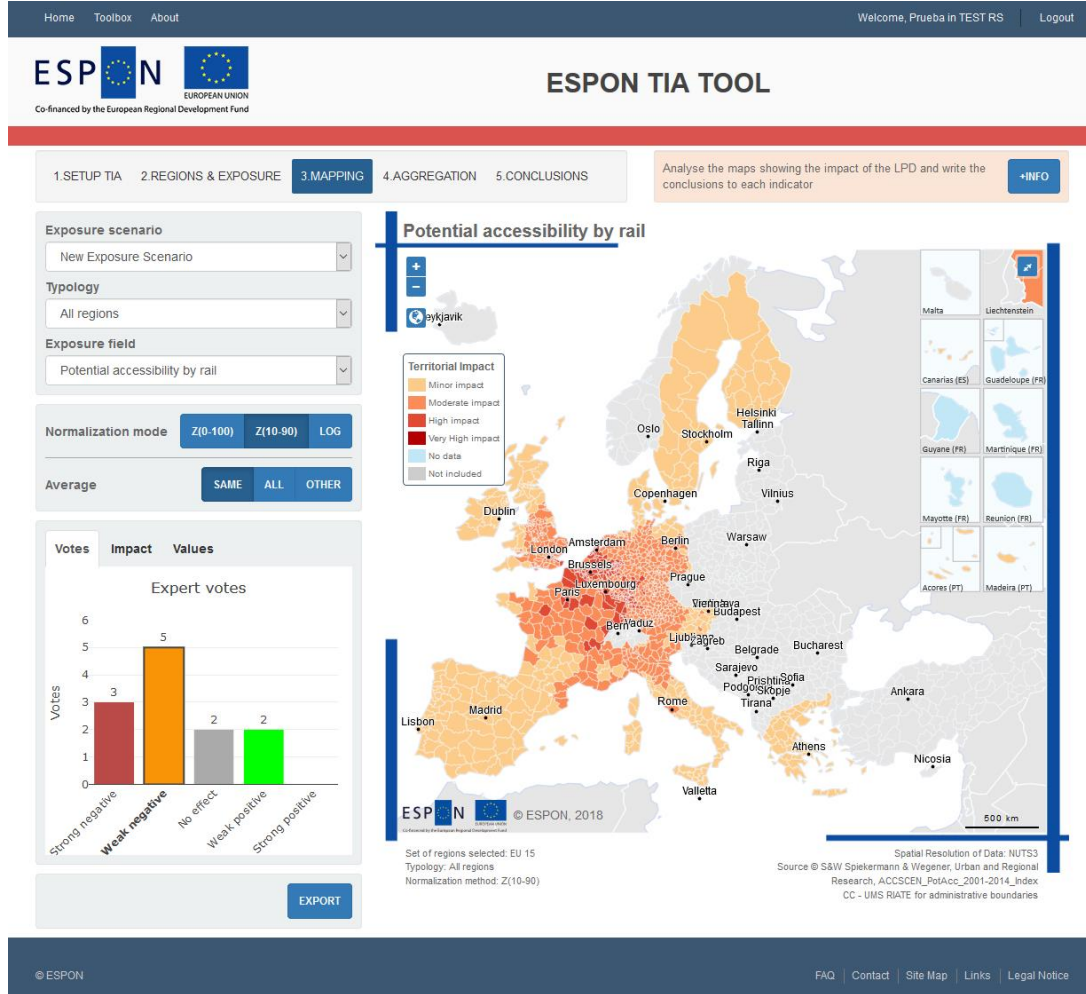 Home Toolbox About Welcome, Prueba in TEST RS Logout
ESPON
EUROPEAN UNION
Co-financed by the European Regional Development Fund
ESPON TIA TOOL
1.SETUP TIA 2.REGIONS & EXPOSURE 3.MAPPING 4.AGGREGATION 5.CONCLUSIONS
Analyse the maps showing the impact of the LPD and write the
conclusions to each indicator
+INFO
Exposure scenario
New Exposure Scenario
Typology
All regions
Exposure field
Potential accessibility by rail
Normalization mode Z(0-100) Z(10-90) LOG
Average SAME ALL OTHER
Votes Impact Values
Expert votes
Votes
6
5
4
3
2
1
0
3
5
2
2
Strong negative
Weak negative
No effect
Weak positive
Strong positive
EXPORT
Potential accessibility by rail
+
−
eykjavik
Territorial Impact
Minor impact
Moderate impact
High impact
Very High impact
No data
Not included
Malta
Liechtenstein
Canarias (ES)
Guadeloupe (FR)
Guyane (FR)
Martinique (FR)
Mayotte (FR)
Reunion (FR)
Acores (PT)
Madeira (PT)
Helsinki
Tallinn
Oslo
Stockholm
Riga
Copenhagen
Vilnius
Dublin
Amsterdam
Berlin
Warsaw
London
Brussels
Luxembourg
Prague
Paris
Budapest
Bern
Vaduz
Zagreb
Belgrade
Bucharest
Sarajevo
Prishtina
Sofia
Skopje
Ankara
Madrid
Rome
Tirana
Lisbon
Athens
Nicosia
Valletta
ESPON
© ESPON, 2018
500 km
Set of regions selected: EU 15
Typology: All regions
Normalization method: Z(10-90)
Spatial Resolution of Data: NUTS3
Source © S&W Spiekermann & Wegener, Urban and Regional
Research, ACCSCEN_PotAcc_2001-2014_Index
CC - UMS RIATE for administrative boundaries
© ESPON FAQ Contact Site Map Links Legal Notice